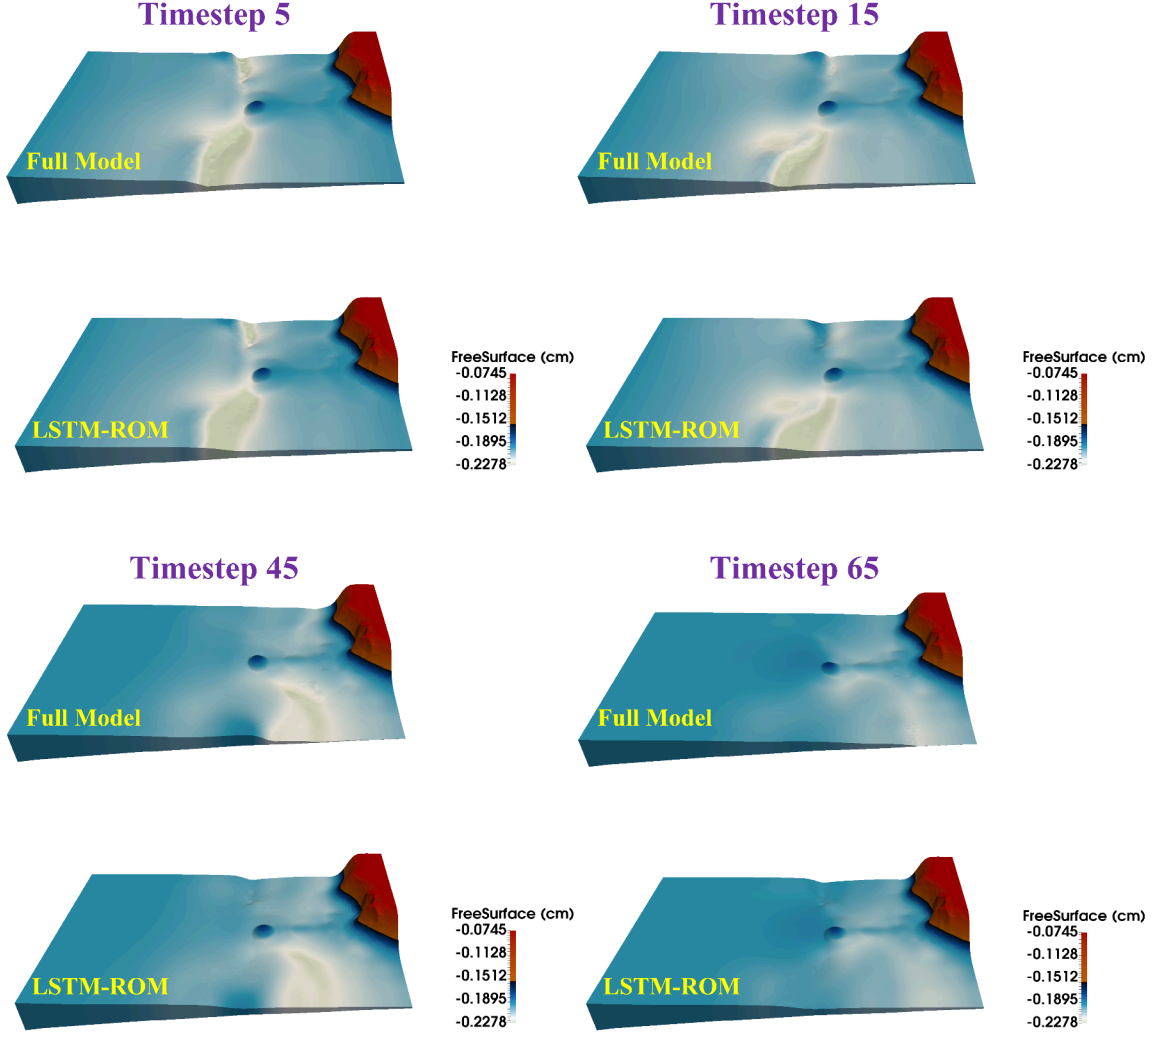 Timestep 5
Timestep 15
Full Model
Full Model
FreeSurface (cm)
-0.0745
-0.1128
-0.1512
-0.1895
-0.2278
LSTM-ROM
FreeSurface (cm)
-0.0745
-0.1128
-0.1512
-0.1895
-0.2278
LSTM-ROM
Timestep 45
Timestep 65
Full Model
Full Model
FreeSurface (cm)
-0.0745
-0.1128
-0.1512
-0.1895
-0.2278
LSTM-ROM
FreeSurface (cm)
-0.0745
-0.1128
-0.1512
-0.1895
-0.2278
LSTM-ROM